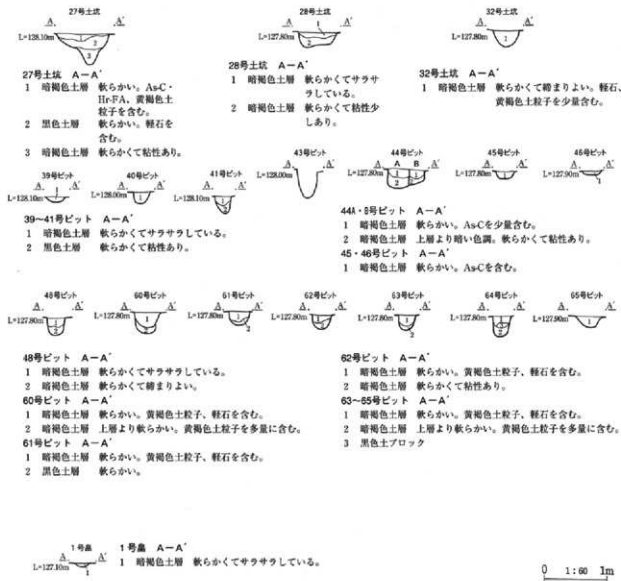 27号土坑
A A′
L=128.10m
1
2
3
27号土坑 A－A′
1 暗褐色土層 軟らかい。As-C・
Hr-FA、黄褐色土
粒子を含む。
2 黒色土層 軟らかい。軽石を
含む。
3 暗褐色土層 軟らかくて粘性あり。
28号土坑
A 1 A′
L=127.80m
2
28号土坑 A－A′
1 暗褐色土層 軟らかくてサラサ
ラしている。
2 暗褐色土層 軟らかくて粘性少
しあり。
32号土坑
A A′
L=127.80m
1
32号土坑 A－A′
1 暗褐色土層 軟らかくて締まりよい。軽石、
黄褐色土粒子を少量含む。
39号ピット
A 1 A′
L=128.10m
40号ピット
A A′
L=128.00m
1
41号ピット
A A′
L=128.10m
1
2
39～41号ピット A－A′
1 暗褐色土層 軟らかくてサラサラしている。
2 黒色土層 軟らかくて粘性あり。
43号ピット
A A′
L=128.00m
44号ピット
A A B A′
L=127.80m
1 1
2 2
45号ピット
A A′
L=127.80m
1
46号ピット
A A′
L=127.90m
1
44A・B号ピット A－A′
1 暗褐色土層 軟らかい。As-Cを少量含む。
2 暗褐色土層 上層より暗い色調。軟らかくて粘性あり。
45・46号ピット A－A′
1 暗褐色土層 軟らかい。As-Cを含む。
48号ピット
A A′
L=127.80m
1
2
60号ピット
A A′
L=127.80m
1
2
61号ピット
A A′
L=127.80m
1
2
62号ピット
A A′
L=127.80m
1
2
63号ピット
A A′
L=127.80m
1
2
64号ピット
A A′
L=127.80m
1
2
3
65号ピット
A A′
L=127.90m
1
48号ピット A－A′
1 暗褐色土層 軟らかくてサラサラしている。
2 暗褐色土層 軟らかくて締まりよい。
60号ピット A－A′
1 暗褐色土層 軟らかい。黄褐色土粒子、軽石を含む。
2 暗褐色土層 上層より軟らかい。黄褐色土粒子を多量に含む。
61号ピット A－A′
1 暗褐色土層 軟らかい。黄褐色土粒子、軽石を含む。
2 黒色土層 軟らかい。
62号ピット A－A′
1 暗褐色土層 軟らかい。黄褐色土粒子、軽石を含む。
2 暗褐色土層 軟らかくて粘性あり。
63～65号ピット A－A′
1 暗褐色土層 軟らかい。黄褐色土粒子、軽石を含む。
2 暗褐色土層 上層より軟らかい。黄褐色土粒子を多量に含む。
3 黒色土ブロック
1号畠
A A′
L=127.10m
1
1号畠 A－A′
1 暗褐色土層 軟らかくてサラサラしている。
0 1:60 1m